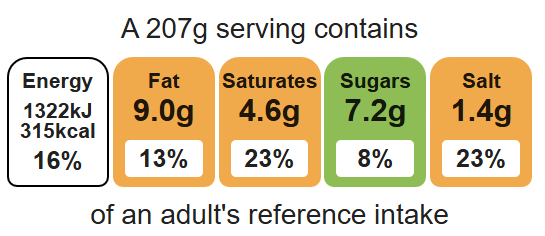 A 207g serving contains
Energy
1322kJ
315kcal
16%
Fat
9.0g
13%
Saturates
4.6g
23%
Sugars
7.2g
8%
Salt
1.4g
23%
of an adult's reference intake